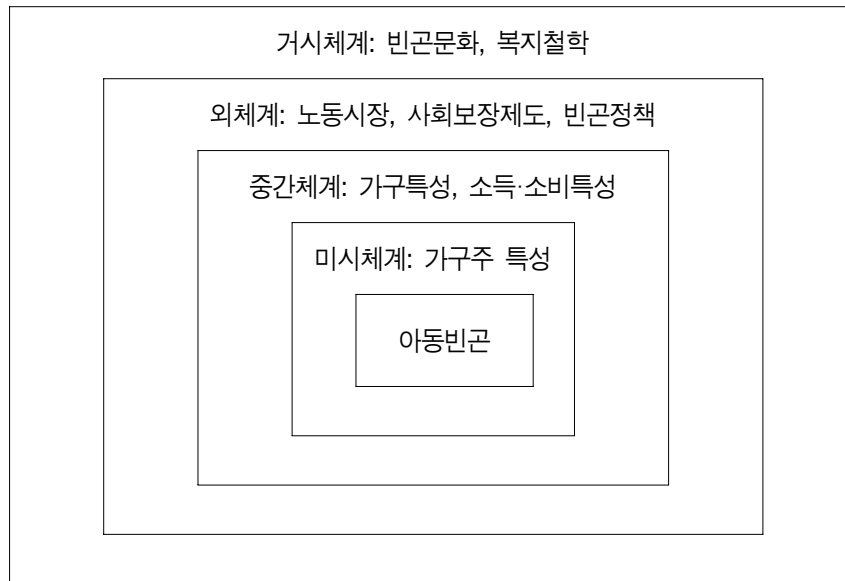 거시체계: 빈곤문화, 복지철학
외체계: 노동시장, 사회보장제도, 빈곤정책
중간체계: 가구특성, 소득·소비특성
미시체계: 가구주 특성
아동빈곤